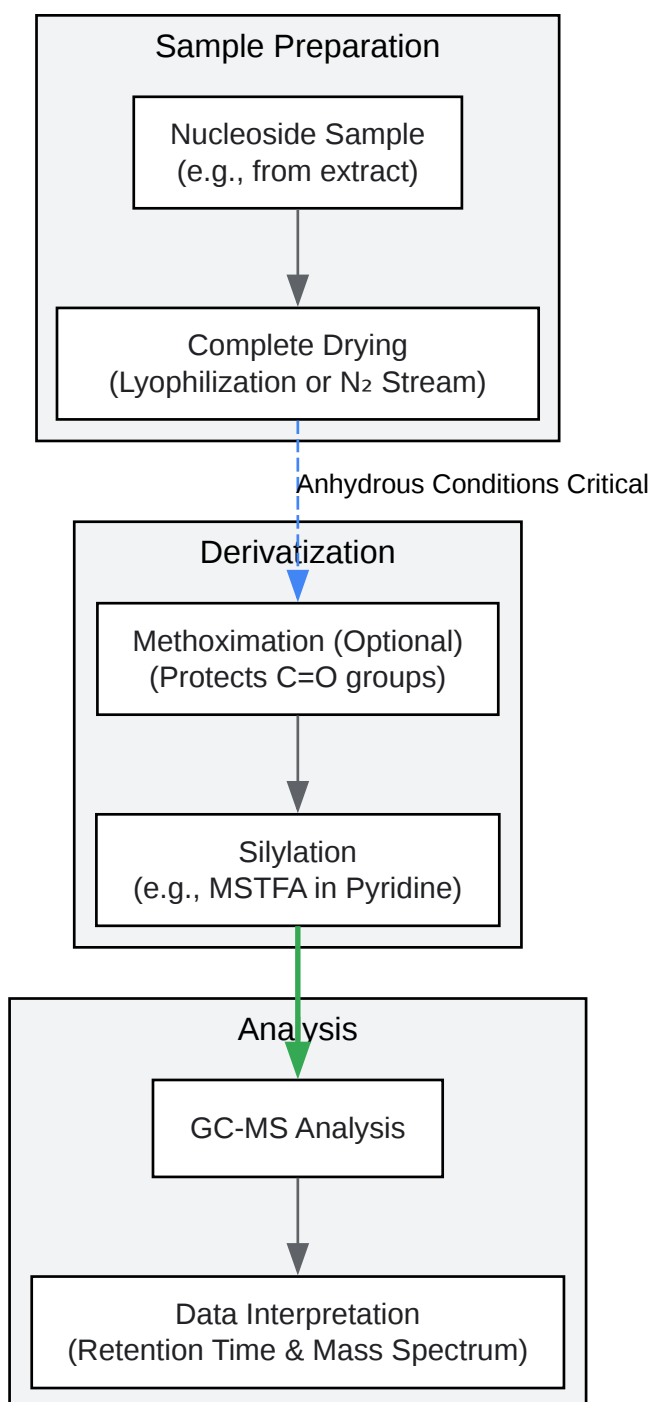 Sample Preparation
Nucleoside Sample
(e.g., from extract)
Complete Drying
(Lyophilization or N₂ Stream)
Anhydrous Conditions Critical
Derivatization
Methoximation (Optional)
(Protects C=O groups)
Silylation
(e.g., MSTFA in Pyridine)
Analysis
GC-MS Analysis
Data Interpretation
(Retention Time & Mass Spectrum)